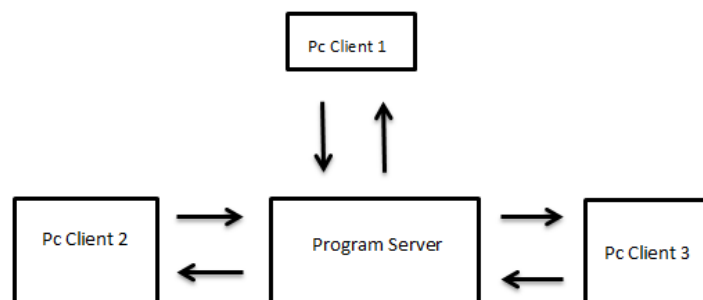 Pc Client 1
Pc Client 2
Program Server
Pc Client 3